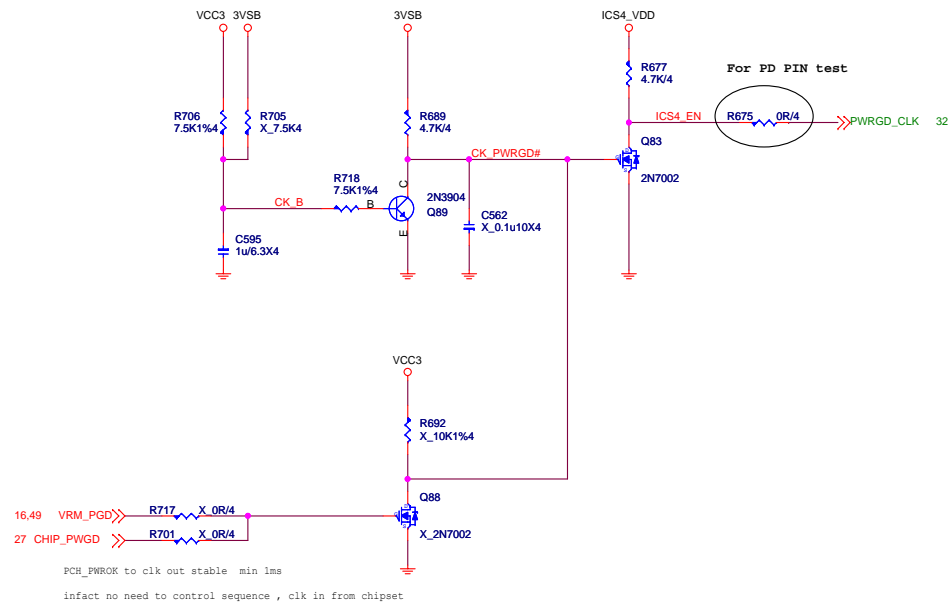 VCC3 3VSB
3VSB
ICS4_VDD
R706
7.5K1%4
R705
X_7.5K4
R689
4.7K/4
R677
4.7K/4
For PD PIN test
ICS4_EN
R675 0R/4
PWRGD_CLK 32
Q83
2N7002
CK_PWRGD#
R718
7.5K1%4
CK_B
B
C
E
2N3904
Q89
C562
X_0.1u10X4
C595
1u/6.3X4
VCC3
R692
X_10K1%4
Q88
X_2N7002
16,49 VRM_PGD
R717 X_0R/4
27 CHIP_PWGD
R701 X_0R/4
PCH_PWROK to clk out stable min 1ms
infact no need to control sequence , clk in from chipset